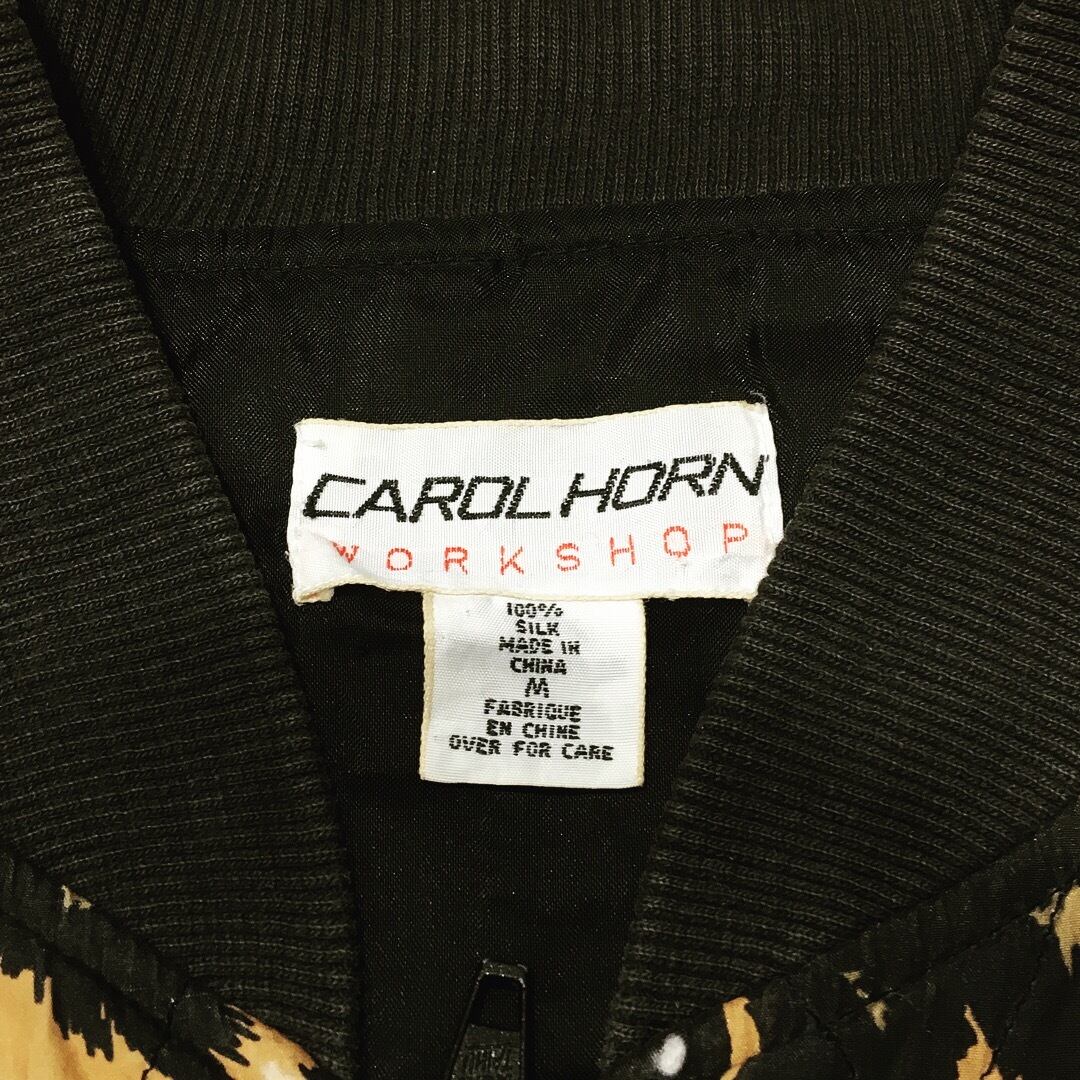 CAROL HORN
WORKSHOP
100%
SILK
MADE IN
CHINA
M
FABRIQUE
EN CHINE
OVER FOR CARE